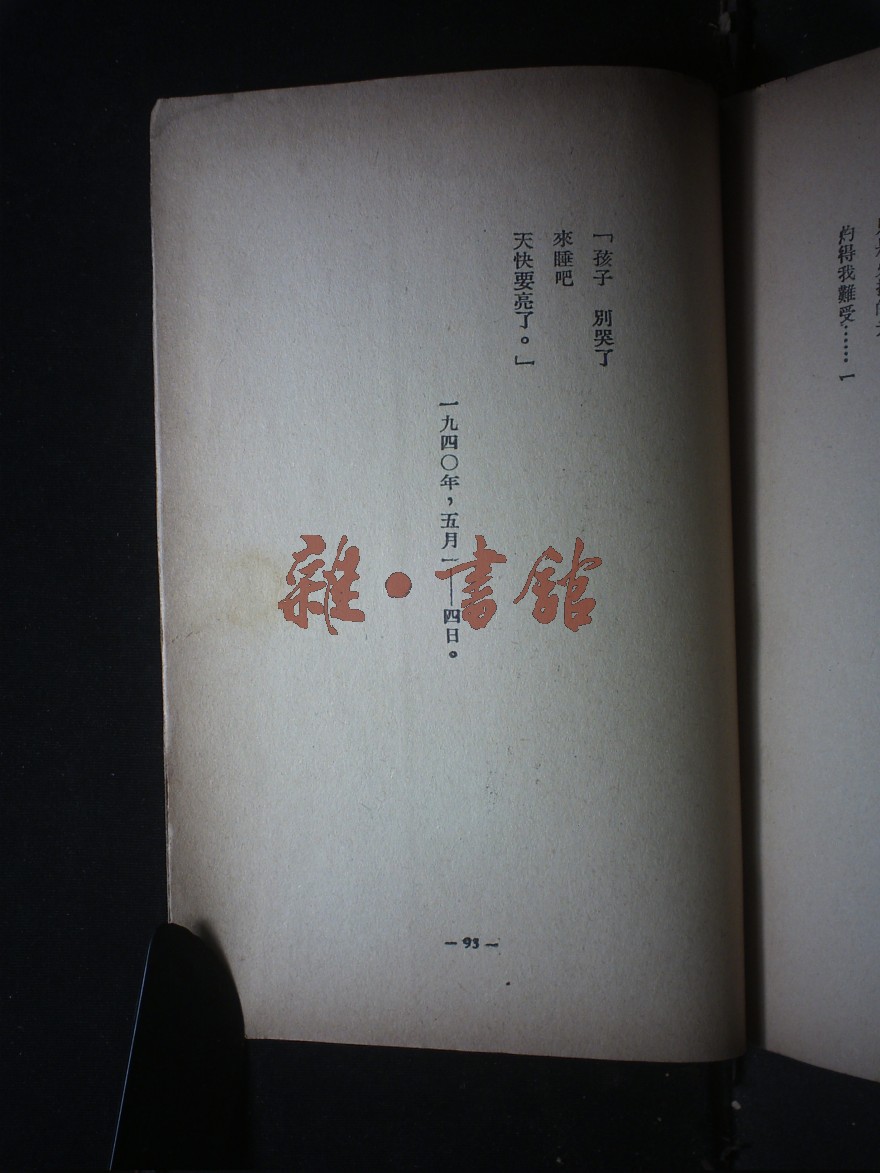 灼得我難受……
「孩子　別哭了
來睡吧
天快要亮了。」
一九四〇年，五月一——四日。
— 93 —
雜·書館